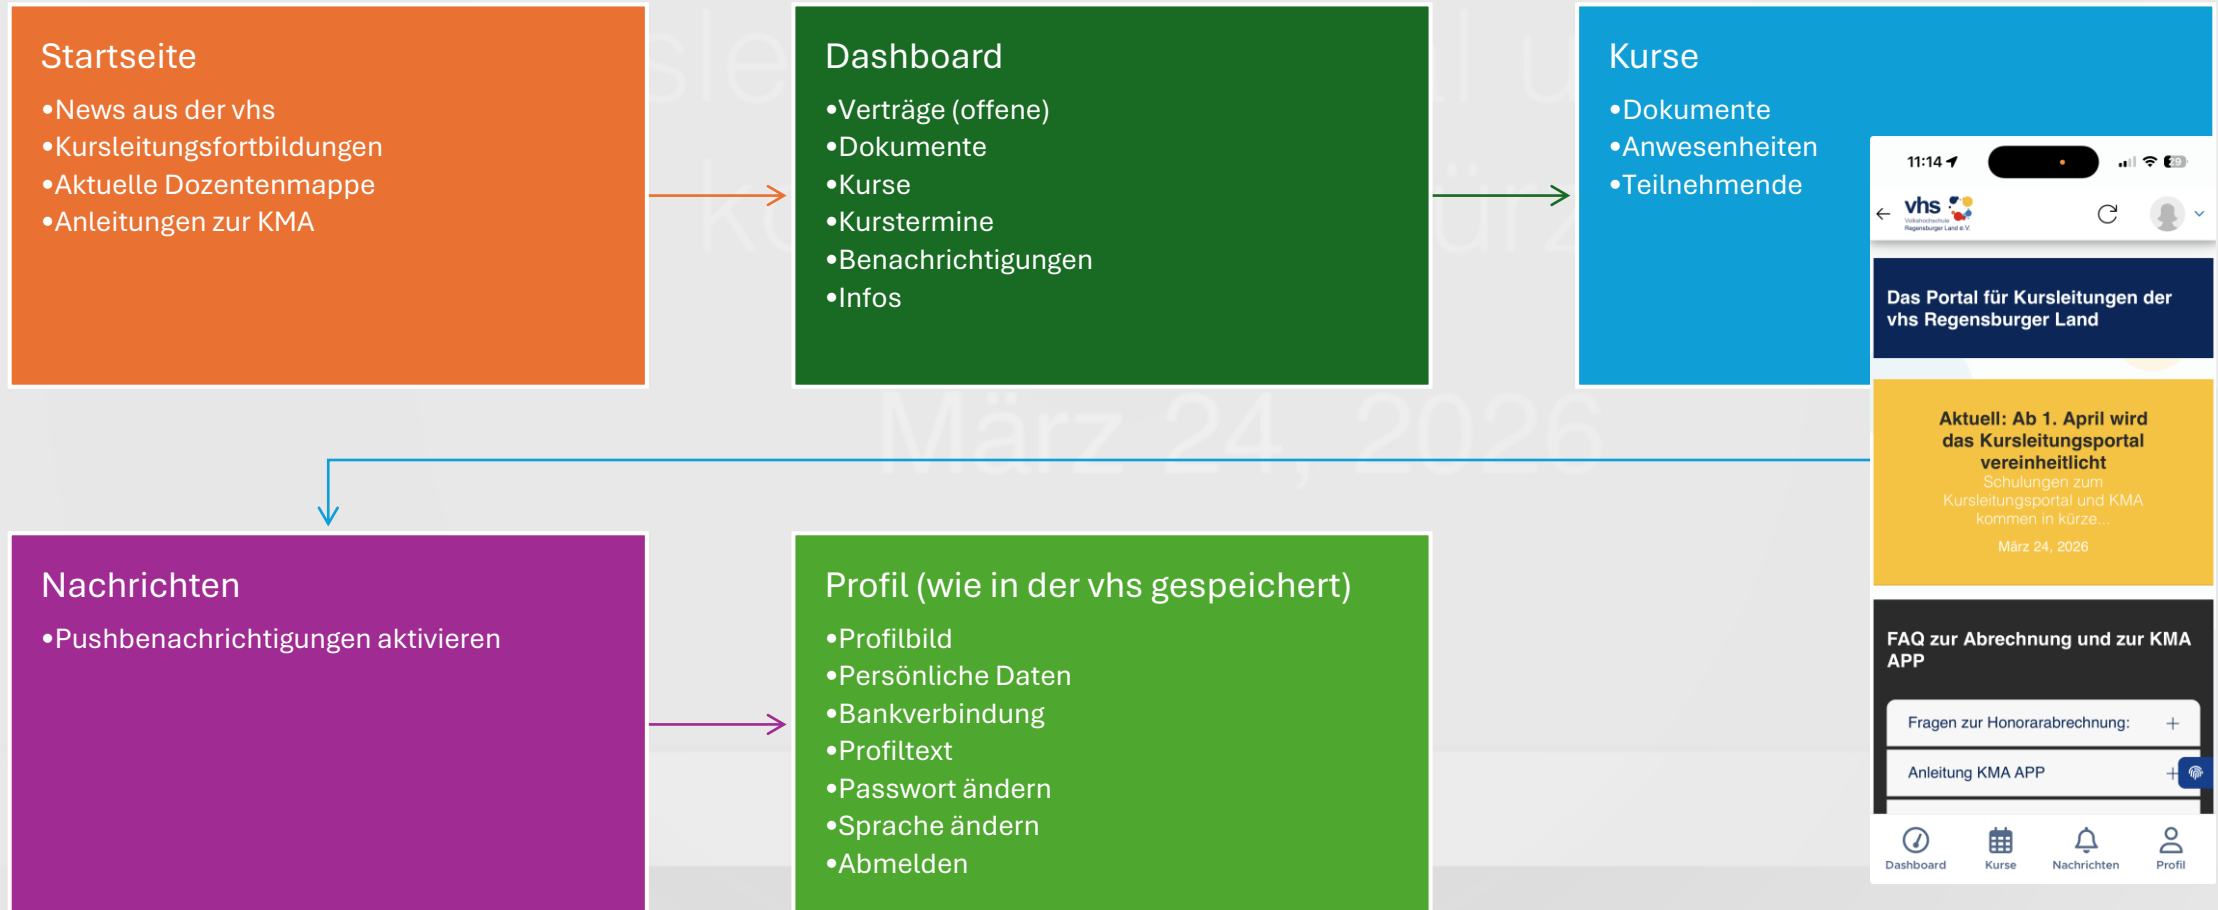 Startseite
•News aus der vhs
•Kursleitungsfortbildungen
•Aktuelle Dozentenmappe
•Anleitungen zur KMA
Dashboard
•Verträge (offene)
•Dokumente
•Kurse
•Kurstermine
•Benachrichtigungen
•Infos
Kurse
•Dokumente
•Anwesenheiten
•Teilnehmende
Nachrichten
•Pushbenachrichtigungen aktivieren
Profil (wie in der vhs gespeichert)
•Profilbild
•Persönliche Daten
•Bankverbindung
•Profiltext
•Passwort ändern
•Sprache ändern
•Abmelden
März 24, 2026
11:14
29
vhs
Volkshochschule
Regensburger Land e.V.
Das Portal für Kursleitungen der
vhs Regensburger Land
Aktuell: Ab 1. April wird
das Kursleitungsportal
vereinheitlicht
Schulungen zum
Kursleitungsportal und KMA
kommen in kürze...
März 24, 2026
FAQ zur Abrechnung und zur KMA
APP
Fragen zur Honorarabrechnung: +
Anleitung KMA APP +
Dashboard
Kurse
Nachrichten
Profil